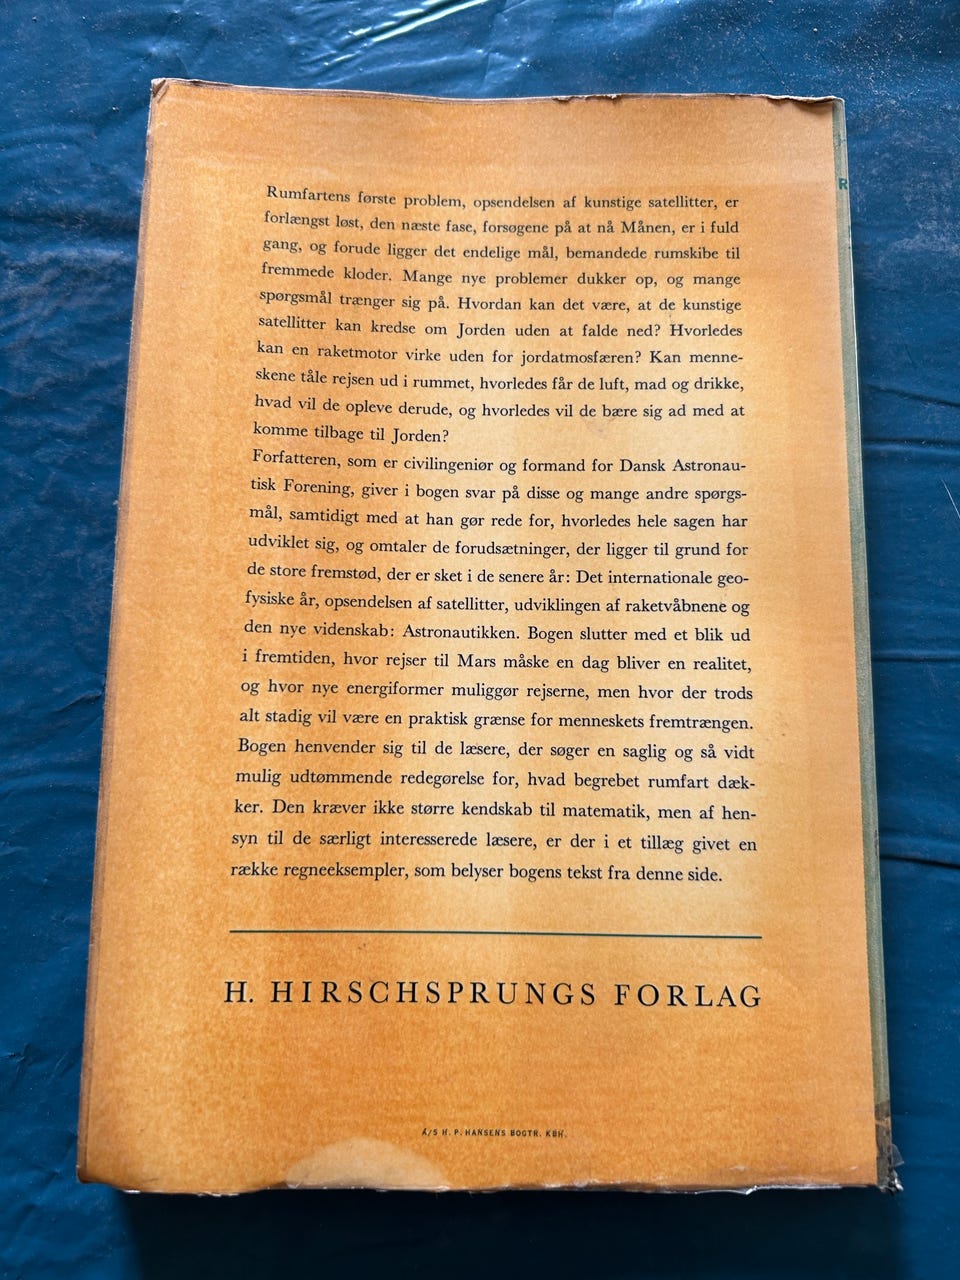 Rumfartens første problem, opsendelsen af kunstige satellitter, er
forlængst løst, den næste fase, forsøgene på at nå Månen, er i fuld
gang, og forude ligger det endelige mål, bemandede rumskibe til
fremmede kloder. Mange nye problemer dukker op, og mange
spørgsmål trænger sig på. Hvordan kan det være, at de kunstige
satellitter kan kredse om Jorden uden at falde ned? Hvorledes
kan en raketmotor virke uden for jordatmosfæren? Kan menne-
skene tåle rejsen ud i rummet, hvorledes får de luft, mad og drikke,
hvad vil de opleve derude, og hvorledes vil de bære sig ad med at
komme tilbage til Jorden?
Forfatteren, som er civilingeniør og formand for Dansk Astronau-
tisk Forening, giver i bogen svar på disse og mange andre spørgs-
mål, samtidigt med at han gør rede for, hvorledes hele sagen har
udviklet sig, og omtaler de forudsætninger, der ligger til grund for
de store fremstød, der er sket i de senere år: Det internationale geo-
fysiske år, opsendelsen af satellitter, udviklingen af raketvåbnene og
den nye videnskab: Astronautikken. Bogen slutter med et blik ud
i fremtiden, hvor rejser til Mars måske en dag bliver en realitet,
og hvor nye energiformer muliggør rejserne, men hvor der trods
alt stadig vil være en praktisk grænse for menneskets fremtrængen.
Bogen henvender sig til de læsere, der søger en saglig og så vidt
mulig udtømmende redegørelse for, hvad begrebet rumfart dæk-
ker. Den kræver ikke større kendskab til matematik, men af hen-
syn til de særligt interesserede læsere, er der i et tillæg givet en
række regneeksempler, som belyser bogens tekst fra denne side.
H. HIRSCHSPRUNGS FORLAG
A/S H. P. HANSENS BOGTR. KBH.
R